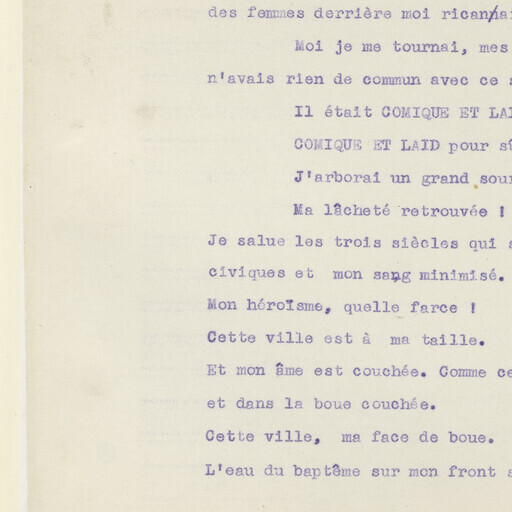 des femmes derrière moi ricannai
Moi je me tournai, mes
n'avais rien de commun avec ce
Il était COMIQUE ET LAI
COMIQUE ET LAID pour
J'arborai un grand sour
Ma lâcheté retrouvée !
Je salue les trois siècles qui
civiques et mon sang minimisé.
Mon héroïsme, quelle farce !
Cette ville est à ma taille.
Et mon âme est couchée. Comme ce
et dans la boue couchée.
Cette ville, ma face de boue.
L'eau du baptême sur mon front